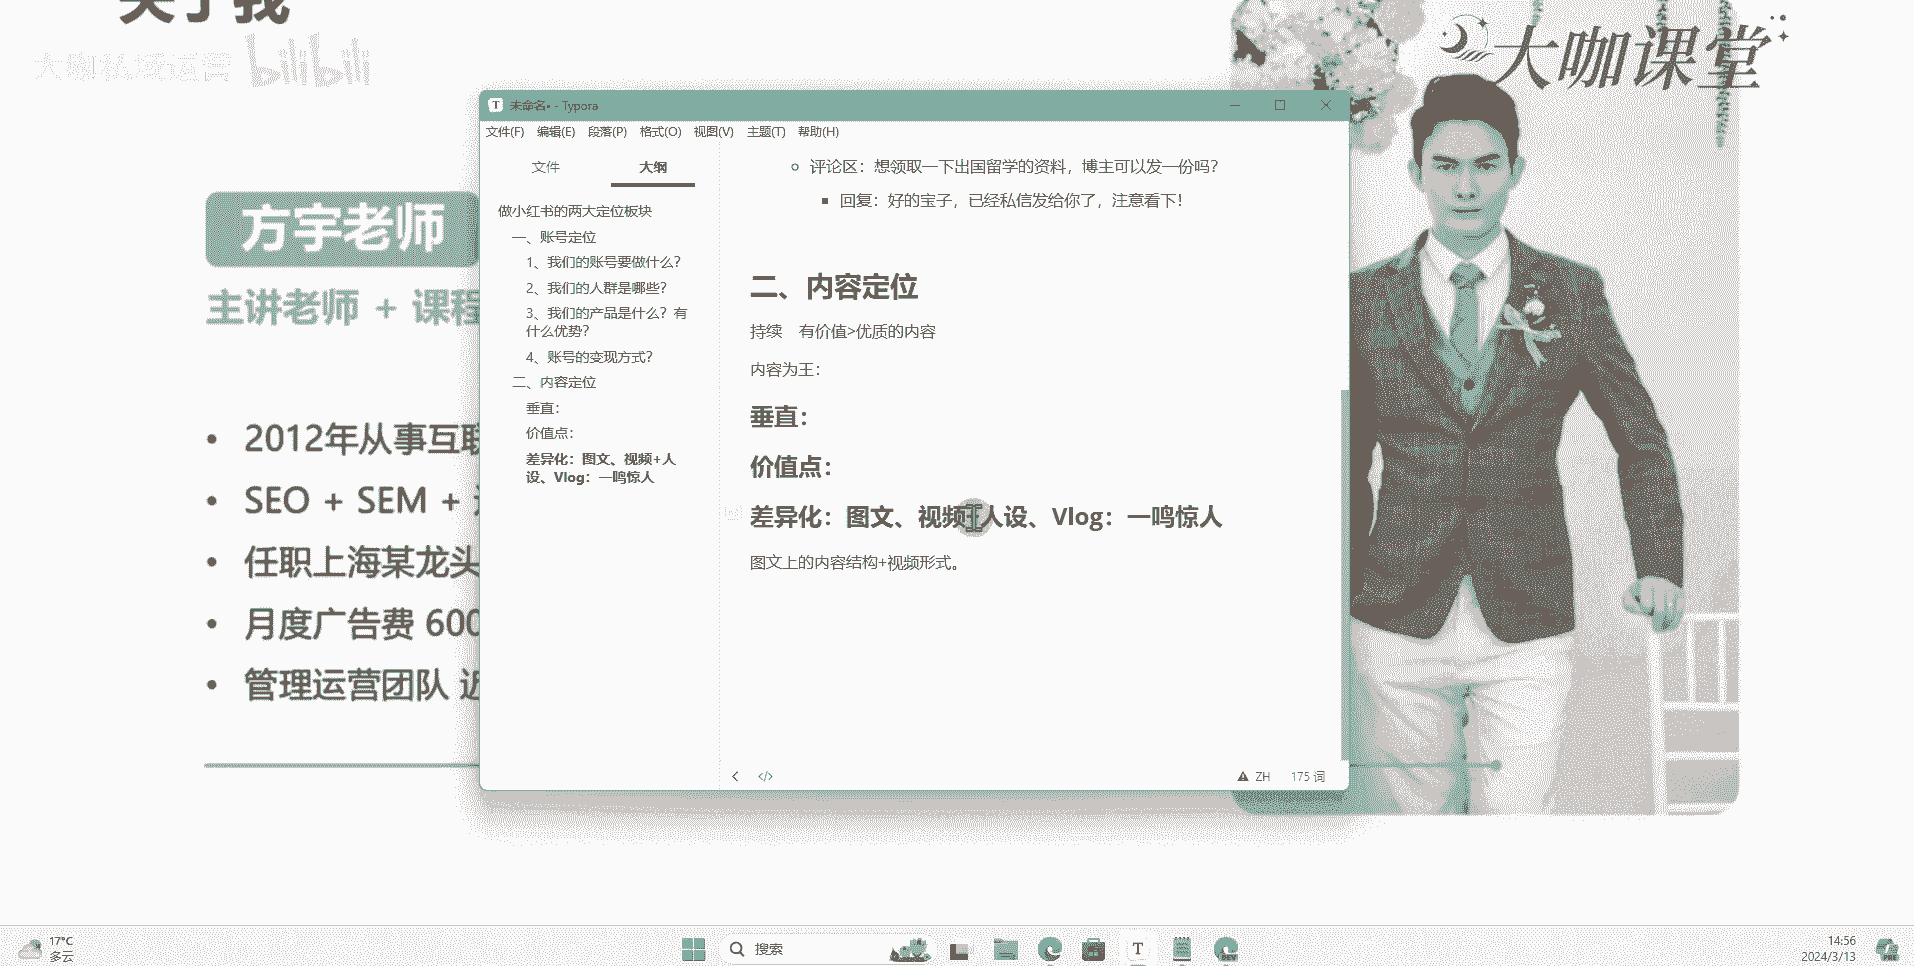 关于我
大咖私域运营 bilibili
大咖课堂
方宇老师
主讲老师 + 课程
2012年从事互联
SEO + SEM +
任职上海某龙头
月度广告费 600
管理运营团队 近
未命名• - Typora
文件(F) 编辑(E) 段落(P) 格式(O) 视图(V) 主题(T) 帮助(H)
文件 大纲
做小红书的两大定位板块
一、账号定位
1、我们的账号要做什么？
2、我们的人群是哪些？
3、我们的产品是什么？有
什么优势？
4、账号的变现方式？
二、内容定位
垂直：
价值点：
差异化：图文、视频+人
设、Vlog：一鸣惊人
评论区：想领取一下出国留学的资料，博主可以发一份吗？
回复：好的宝子，已经私信发给你了，注意看下！
二、内容定位
持续 有价值>优质的内容
内容为王：
垂直：
价值点：
差异化：图文、视频+人设、Vlog：一鸣惊人
图文上的内容结构+视频形式。
ZH 175 词
17°C
多云
搜索
T
DEV
14:56
2024/3/13
PRE